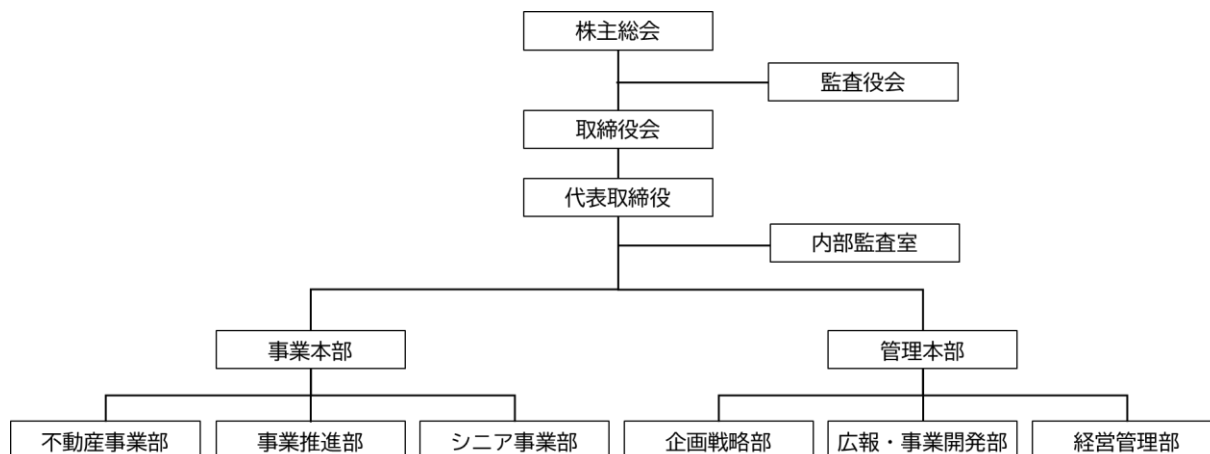 株主総会
監査役会
取締役会
代表取締役
内部監査室
事業本部
管理本部
不動産事業部
事業推進部
シニア事業部
企画戦略部
広報・事業開発部
経営管理部